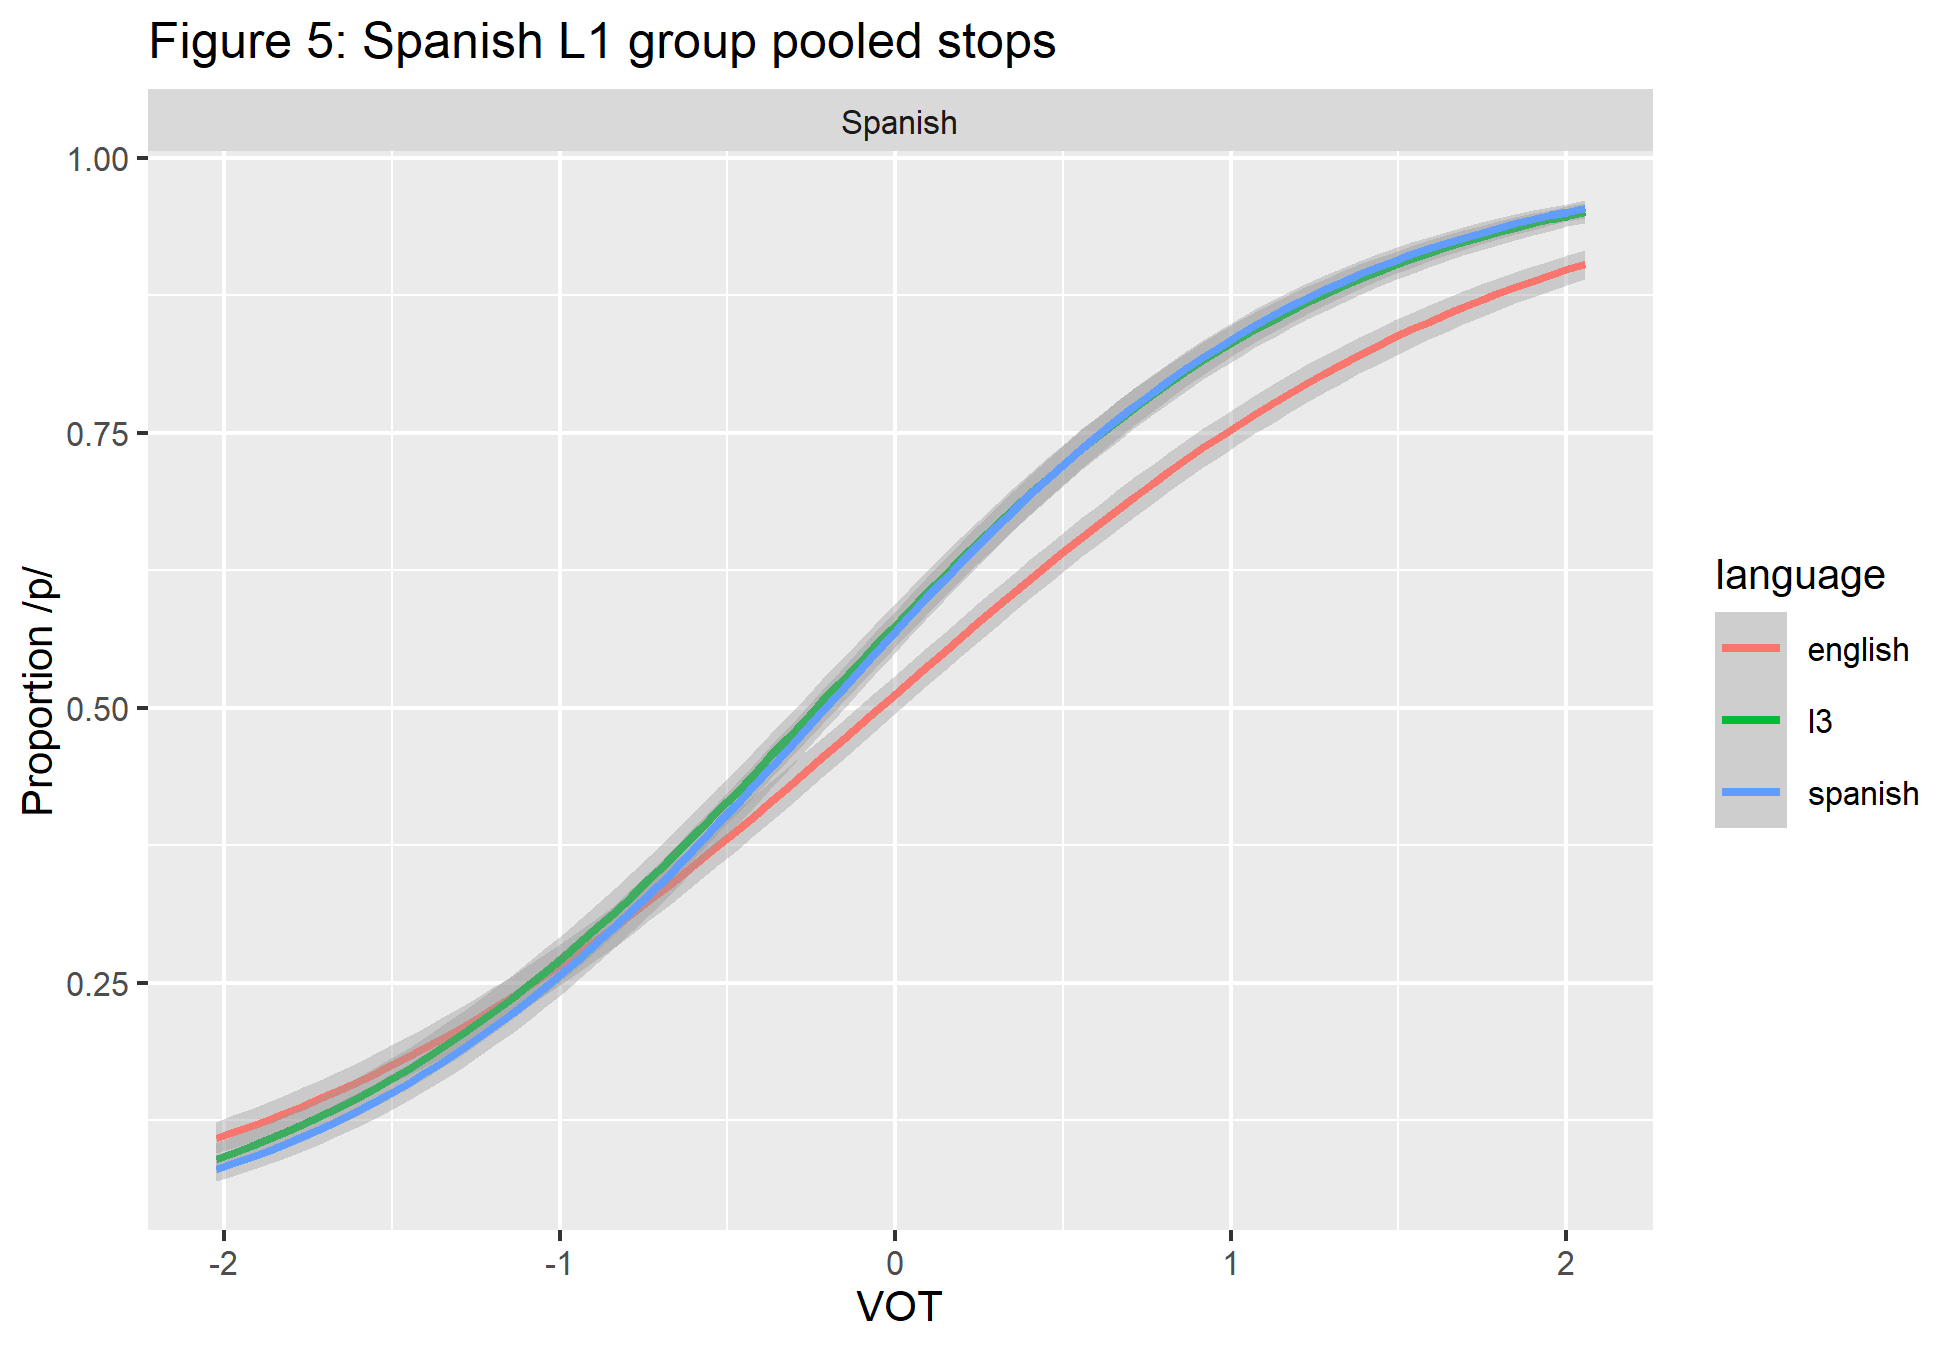 Figure 5: Spanish L1 group pooled stops
Spanish
1.00
0.75
0.50
0.25
Proportion /p/
-2
-1
0
1
2
VOT
language
english
l3
spanish